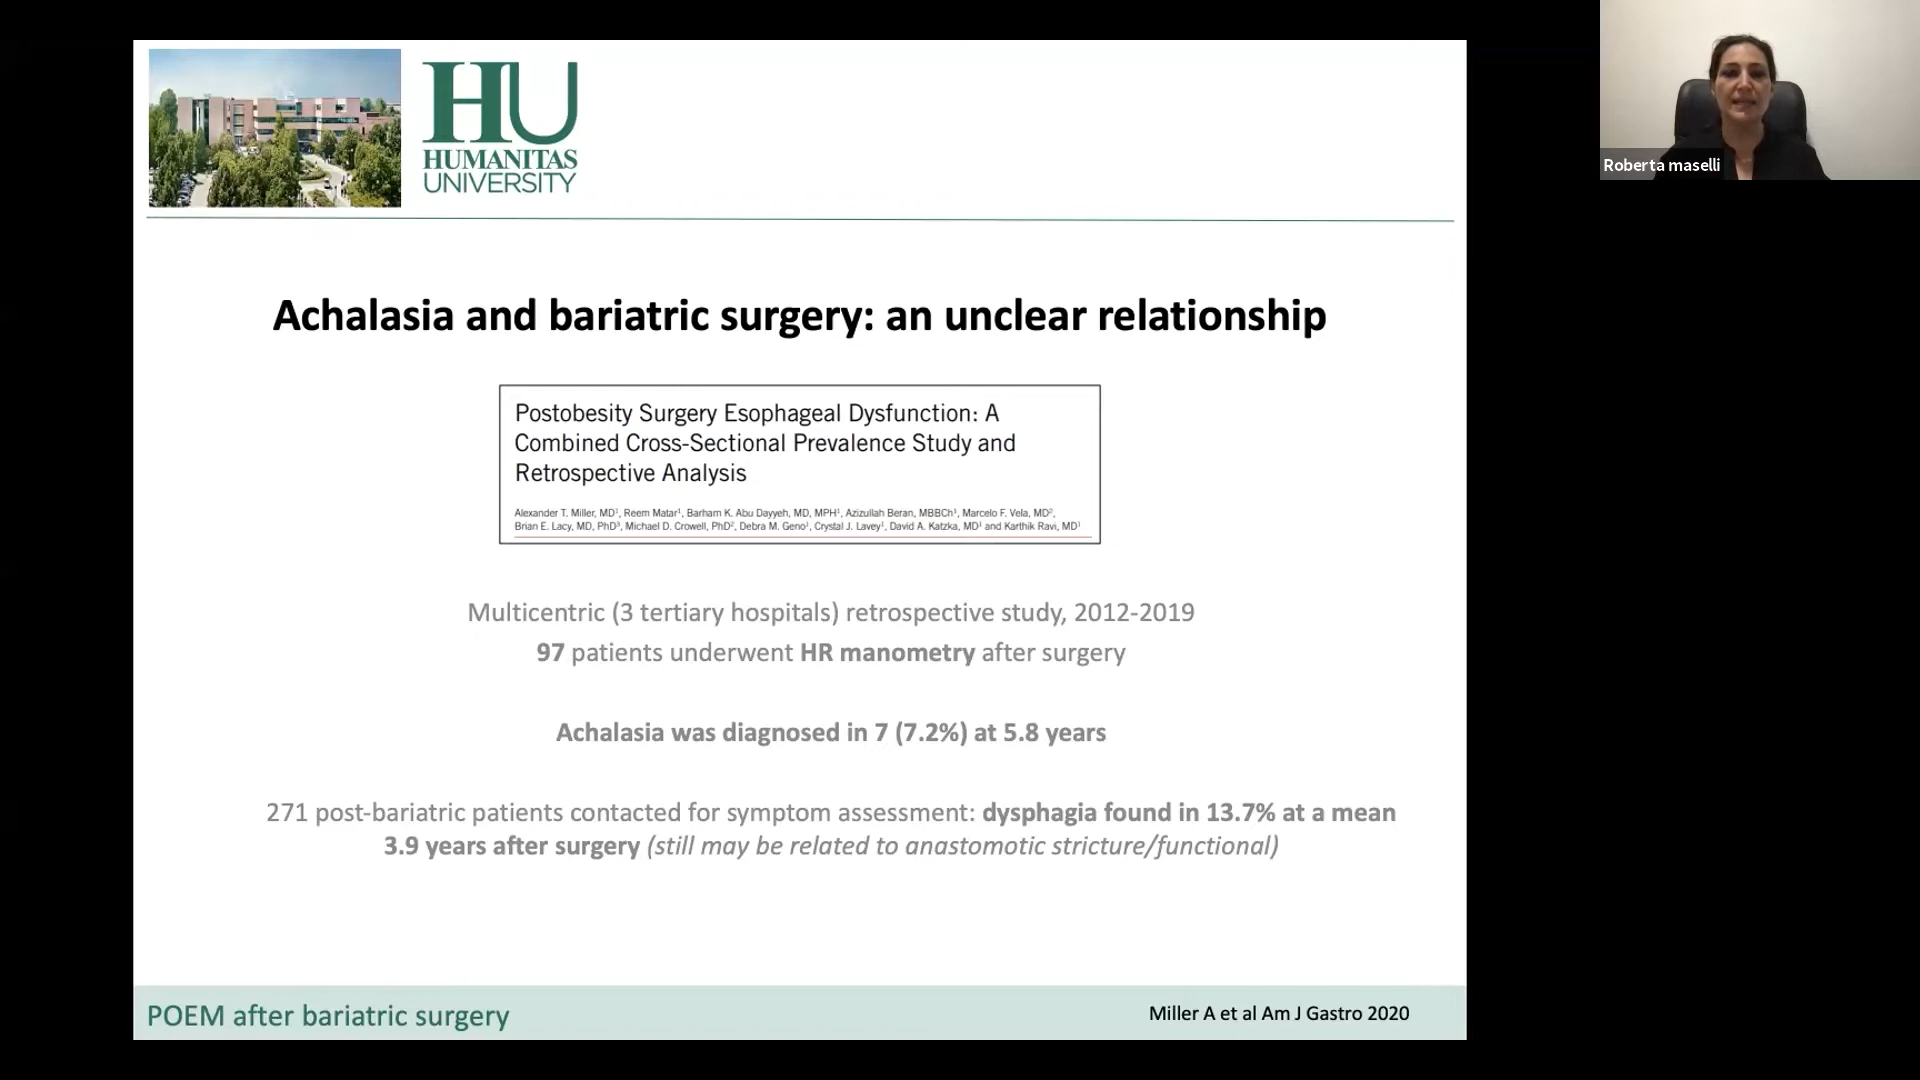 HU
HUMANITAS
UNIVERSITY
Roberta maselli
Achalasia and bariatric surgery: an unclear relationship
Postobesity Surgery Esophageal Dysfunction: A
Combined Cross-Sectional Prevalence Study and
Retrospective Analysis
Alexander T. Miller, MD¹, Reem Matar¹, Barham K. Abu Dayyeh, MD, MPH¹, Azizullah Beran, MBBCh¹, Marcelo F. Vela, MD²,
Brian E. Lacy, MD, PhD³, Michael D. Crowell, PhD², Debra M. Geno¹, Crystal J. Lavey¹, David A. Katzka, MD¹ and Karthik Ravi, MD¹
Multicentric (3 tertiary hospitals) retrospective study, 2012-2019
97 patients underwent HR manometry after surgery
Achalasia was diagnosed in 7 (7.2%) at 5.8 years
271 post-bariatric patients contacted for symptom assessment: dysphagia found in 13.7% at a mean
3.9 years after surgery (still may be related to anastomotic stricture/functional)
POEM after bariatric surgery
Miller A et al Am J Gastro 2020